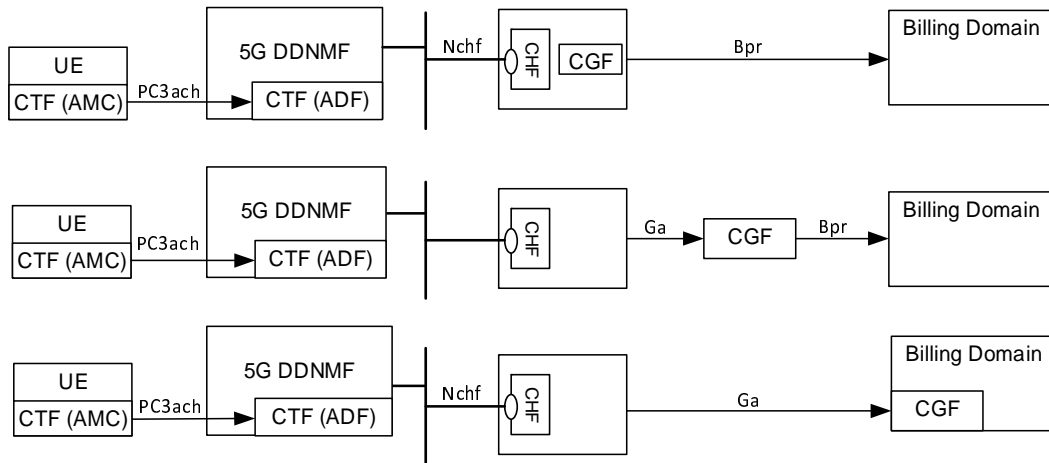 5G DDNMF
Nchf
CHF
CGF
Bpr
Billing Domain
UE
CTF (AMC)
PC3ach
CTF (ADF)
5G DDNMF
CHF
Ga
CGF
Bpr
Billing Domain
UE
CTF (AMC)
PC3ach
CTF (ADF)
5G DDNMF
Nchf
CHF
Ga
Billing Domain
CGF
UE
CTF (AMC)
PC3ach
CTF (ADF)